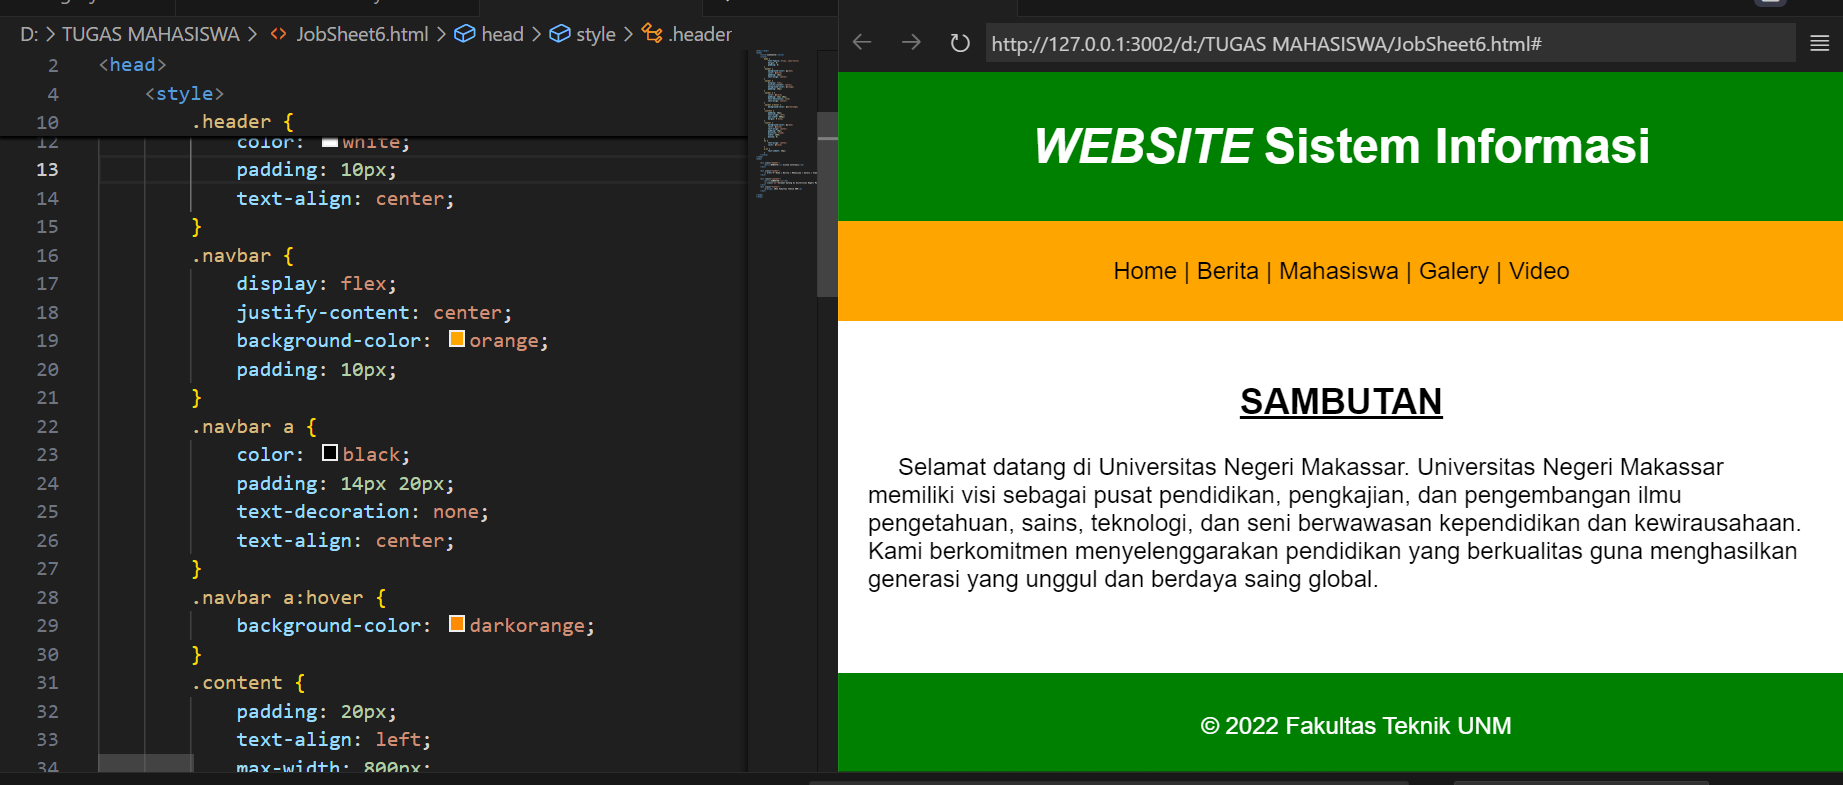 D: > TUGAS MAHASISWA > <> JobSheet6.html > head > style > .header
2 <head>
4 <style>
10 .header {
12 color: white;
13 padding: 10px;
14 text-align: center;
15 }
16 .navbar {
17 display: flex;
18 justify-content: center;
19 background-color: orange;
20 padding: 10px;
21 }
22 .navbar a {
23 color: black;
24 padding: 14px 20px;
25 text-decoration: none;
26 text-align: center;
27 }
28 .navbar a:hover {
29 background-color: darkorange;
30 }
31 .content {
32 padding: 20px;
33 text-align: left;
34 max-width: 800px;
http://127.0.0.1:3002/d:/TUGAS MAHASISWA/JobSheet6.html#
WEBSITE Sistem Informasi
Home | Berita | Mahasiswa | Galery | Video
SAMBUTAN
Selamat datang di Universitas Negeri Makassar. Universitas Negeri Makassar
memiliki visi sebagai pusat pendidikan, pengkajian, dan pengembangan ilmu
pengetahuan, sains, teknologi, dan seni berwawasan kependidikan dan kewirausahaan.
Kami berkomitmen menyelenggarakan pendidikan yang berkualitas guna menghasilkan
generasi yang unggul dan berdaya saing global.
© 2022 Fakultas Teknik UNM